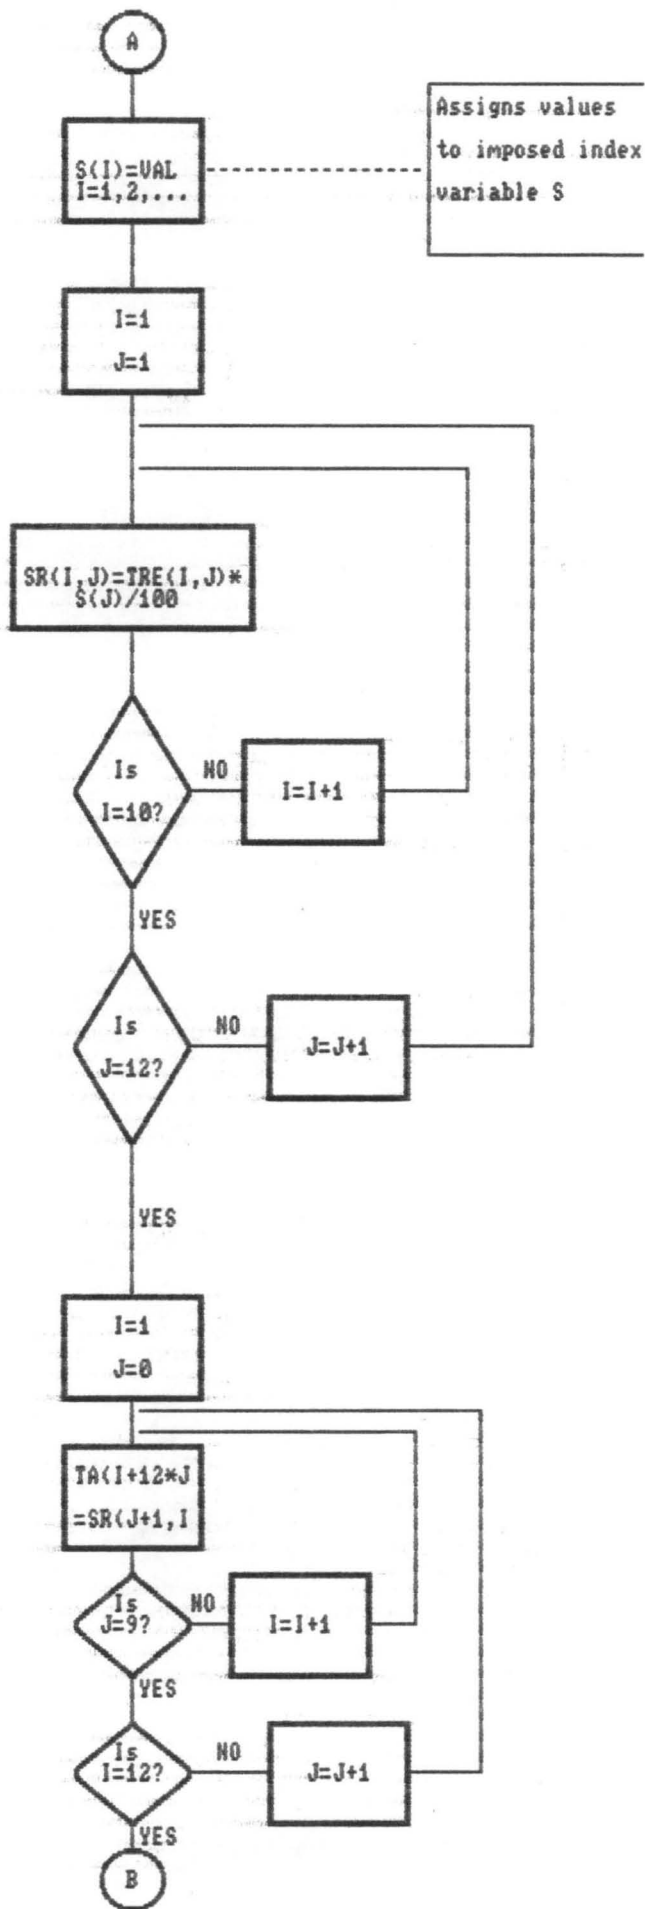 A
S(I)=VAL
I=1,2,...
Assigns values
to imposed index
variable S
I=1
J=1
SR(I,J)=TRE(I,J)*
S(J)/100
Is
I=10?
NO
I=I+1
YES
Is
J=12?
NO
J=J+1
YES
I=1
J=0
TA(I+12*J
=SR(J+1,I
Is
J=9?
NO
I=I+1
YES
Is
I=12?
NO
J=J+1
YES
B